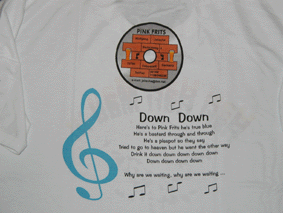 PINK FRITS
Down Down
Here's to Pink Frits he's true blue
He's a bastard through and through
He's a pisspot so they say
Tried to go to heaven but he went the other way
Drink it down down down down down
Down down down down
Why are we waiting, why are we waiting ...